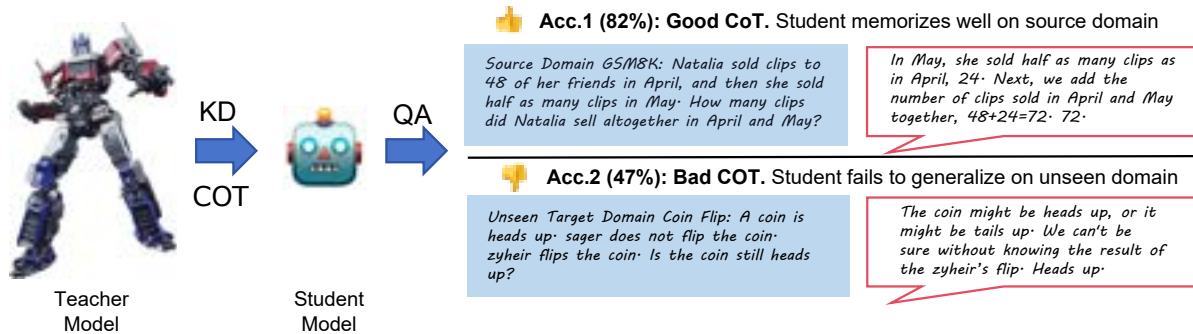 KD
COT
Teacher
Model
Student
Model
QA
Acc.1 (82%): Good CoT. Student memorizes well on source domain
Source Domain GSM8K: Natalia sold clips to
48 of her friends in April, and then she sold
half as many clips in May. How many clips
did Natalia sell altogether in April and May?
In May, she sold half as many clips as
in April, 24. Next, we add the
number of clips sold in April and May
together, 48+24=72. 72.
Acc.2 (47%): Bad COT. Student fails to generalize on unseen domain
Unseen Target Domain Coin Flip: A coin is
heads up. sager does not flip the coin.
zyheir flips the coin. Is the coin still heads
up?
The coin might be heads up, or it
might be tails up. We can't be
sure without knowing the result of
the zyheir's flip. Heads up.